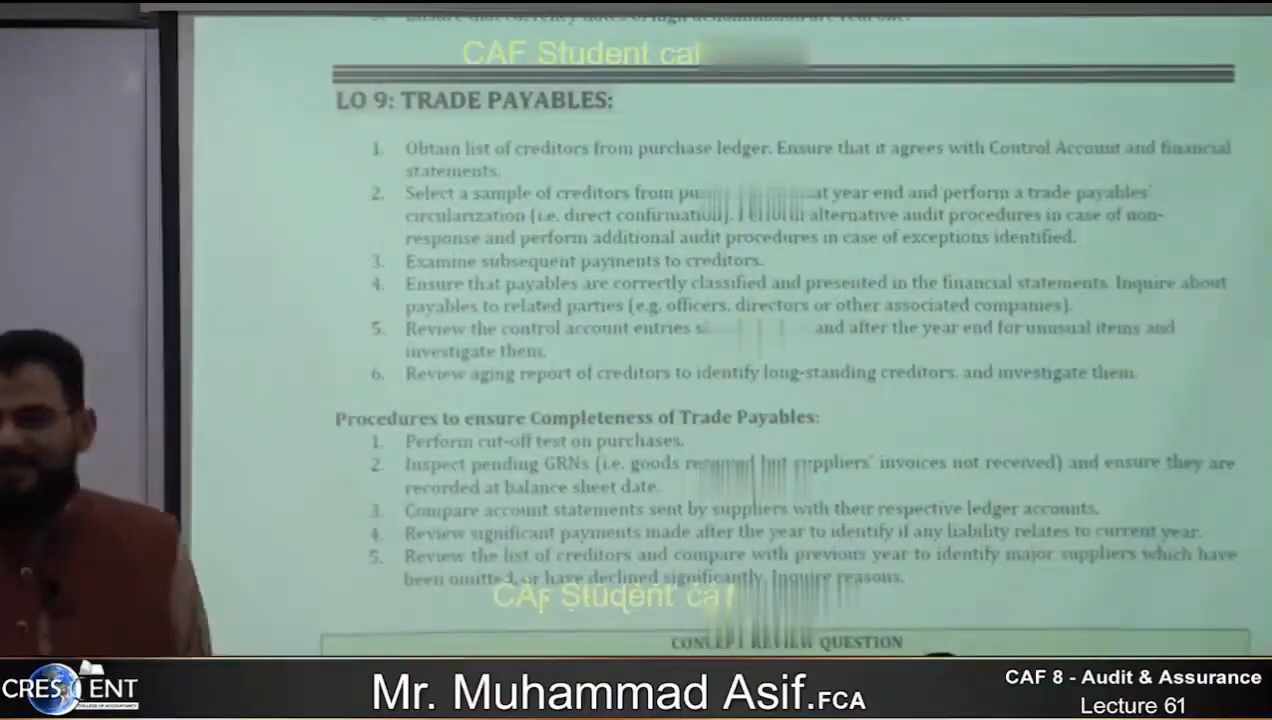 CAF Student cal
LO 9: TRADE PAYABLES:
1. Obtain list of creditors from purchase ledger. Ensure that it agrees with Control Account and financial
statements.
2. Select a sample of creditors from at year end and perform a trade payables'
circularization (i.e. direct confirmation). Perform alternative audit procedures in case of non-
response and perform additional audit procedures in case of exceptions identified.
3. Examine subsequent payments to creditors.
4. Ensure that payables are correctly classified and presented in the financial statements. Inquire about
payables to related parties (e.g. officers, directors or other associated companies).
5. Review the control account entries and after the year end for unusual items and
investigate them.
6. Review aging report of creditors to identify long-standing creditors, and investigate them.
Procedures to ensure Completeness of Trade Payables:
1. Perform cut-off test on purchases.
2. Inspect pending GRNs (i.e. goods received but suppliers' invoices not received) and ensure they are
recorded at balance sheet date.
3. Compare account statements sent by suppliers with their respective ledger accounts.
4. Review significant payments made after the year to identify if any liability relates to current year.
5. Review the list of creditors and compare with previous year to identify major suppliers which have
been omitted or have declined significantly. Inquire reasons.
CAF Student ca
CONCEPT REVIEW QUESTION
CRESCENT
COLLEGE OF ACCOUNTANCY
Mr. Muhammad Asif.FCA
CAF 8 - Audit & Assurance
Lecture 61